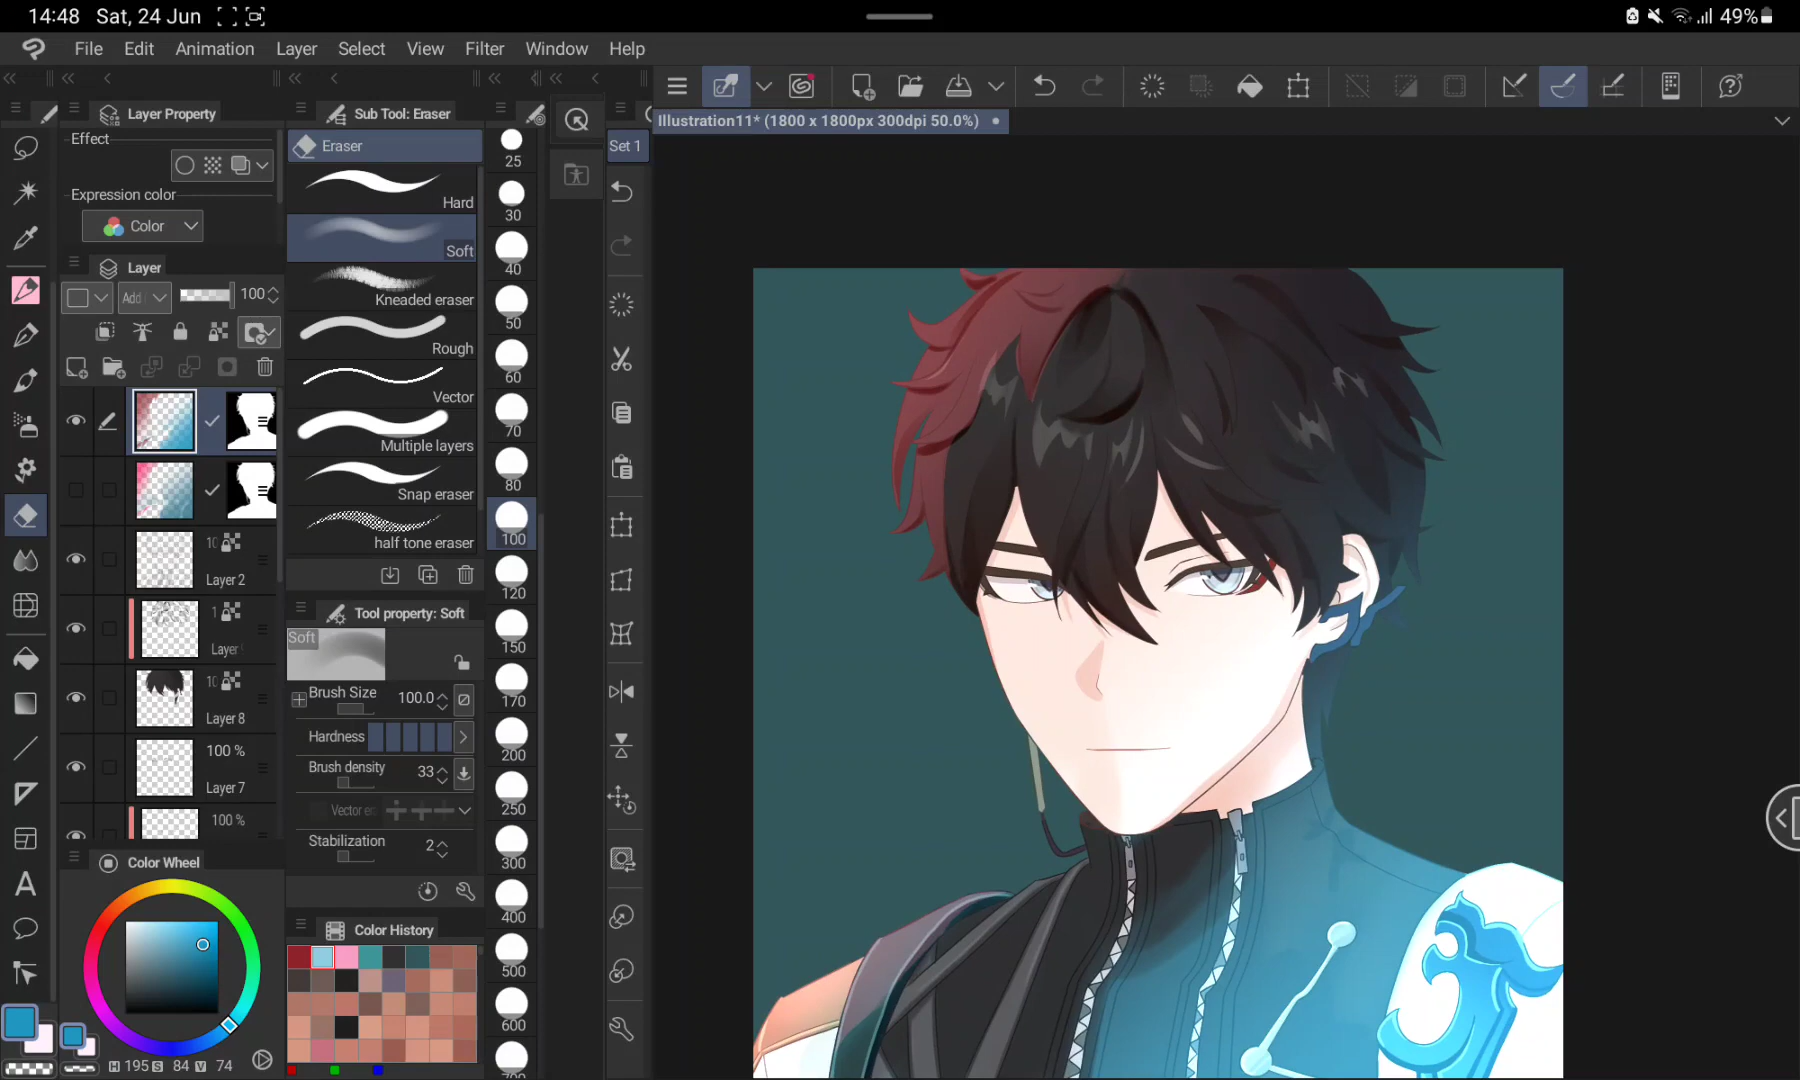 14:48 Sat, 24 Jun
49%
File Edit Animation Layer Select View Filter Window Help
Layer Property
Effect
Expression color
Color
Layer
Add
100
Layer 2
Layer
Layer 8
100 %
Layer 7
100 %
Color Wheel
H 195 S 84 V 74
Sub Tool: Eraser
Eraser
Hard
Soft
Kneaded eraser
Rough
Vector
Multiple layers
Snap eraser
half tone eraser
Tool property: Soft
Soft
Brush Size 100.0
Hardness
Brush density 33
Vector er
Stabilization 2
Color History
25
30
40
50
60
70
80
100
120
150
170
200
250
300
400
500
600
Set 1
Illustration11* (1800 x 1800px 300dpi 50.0%)